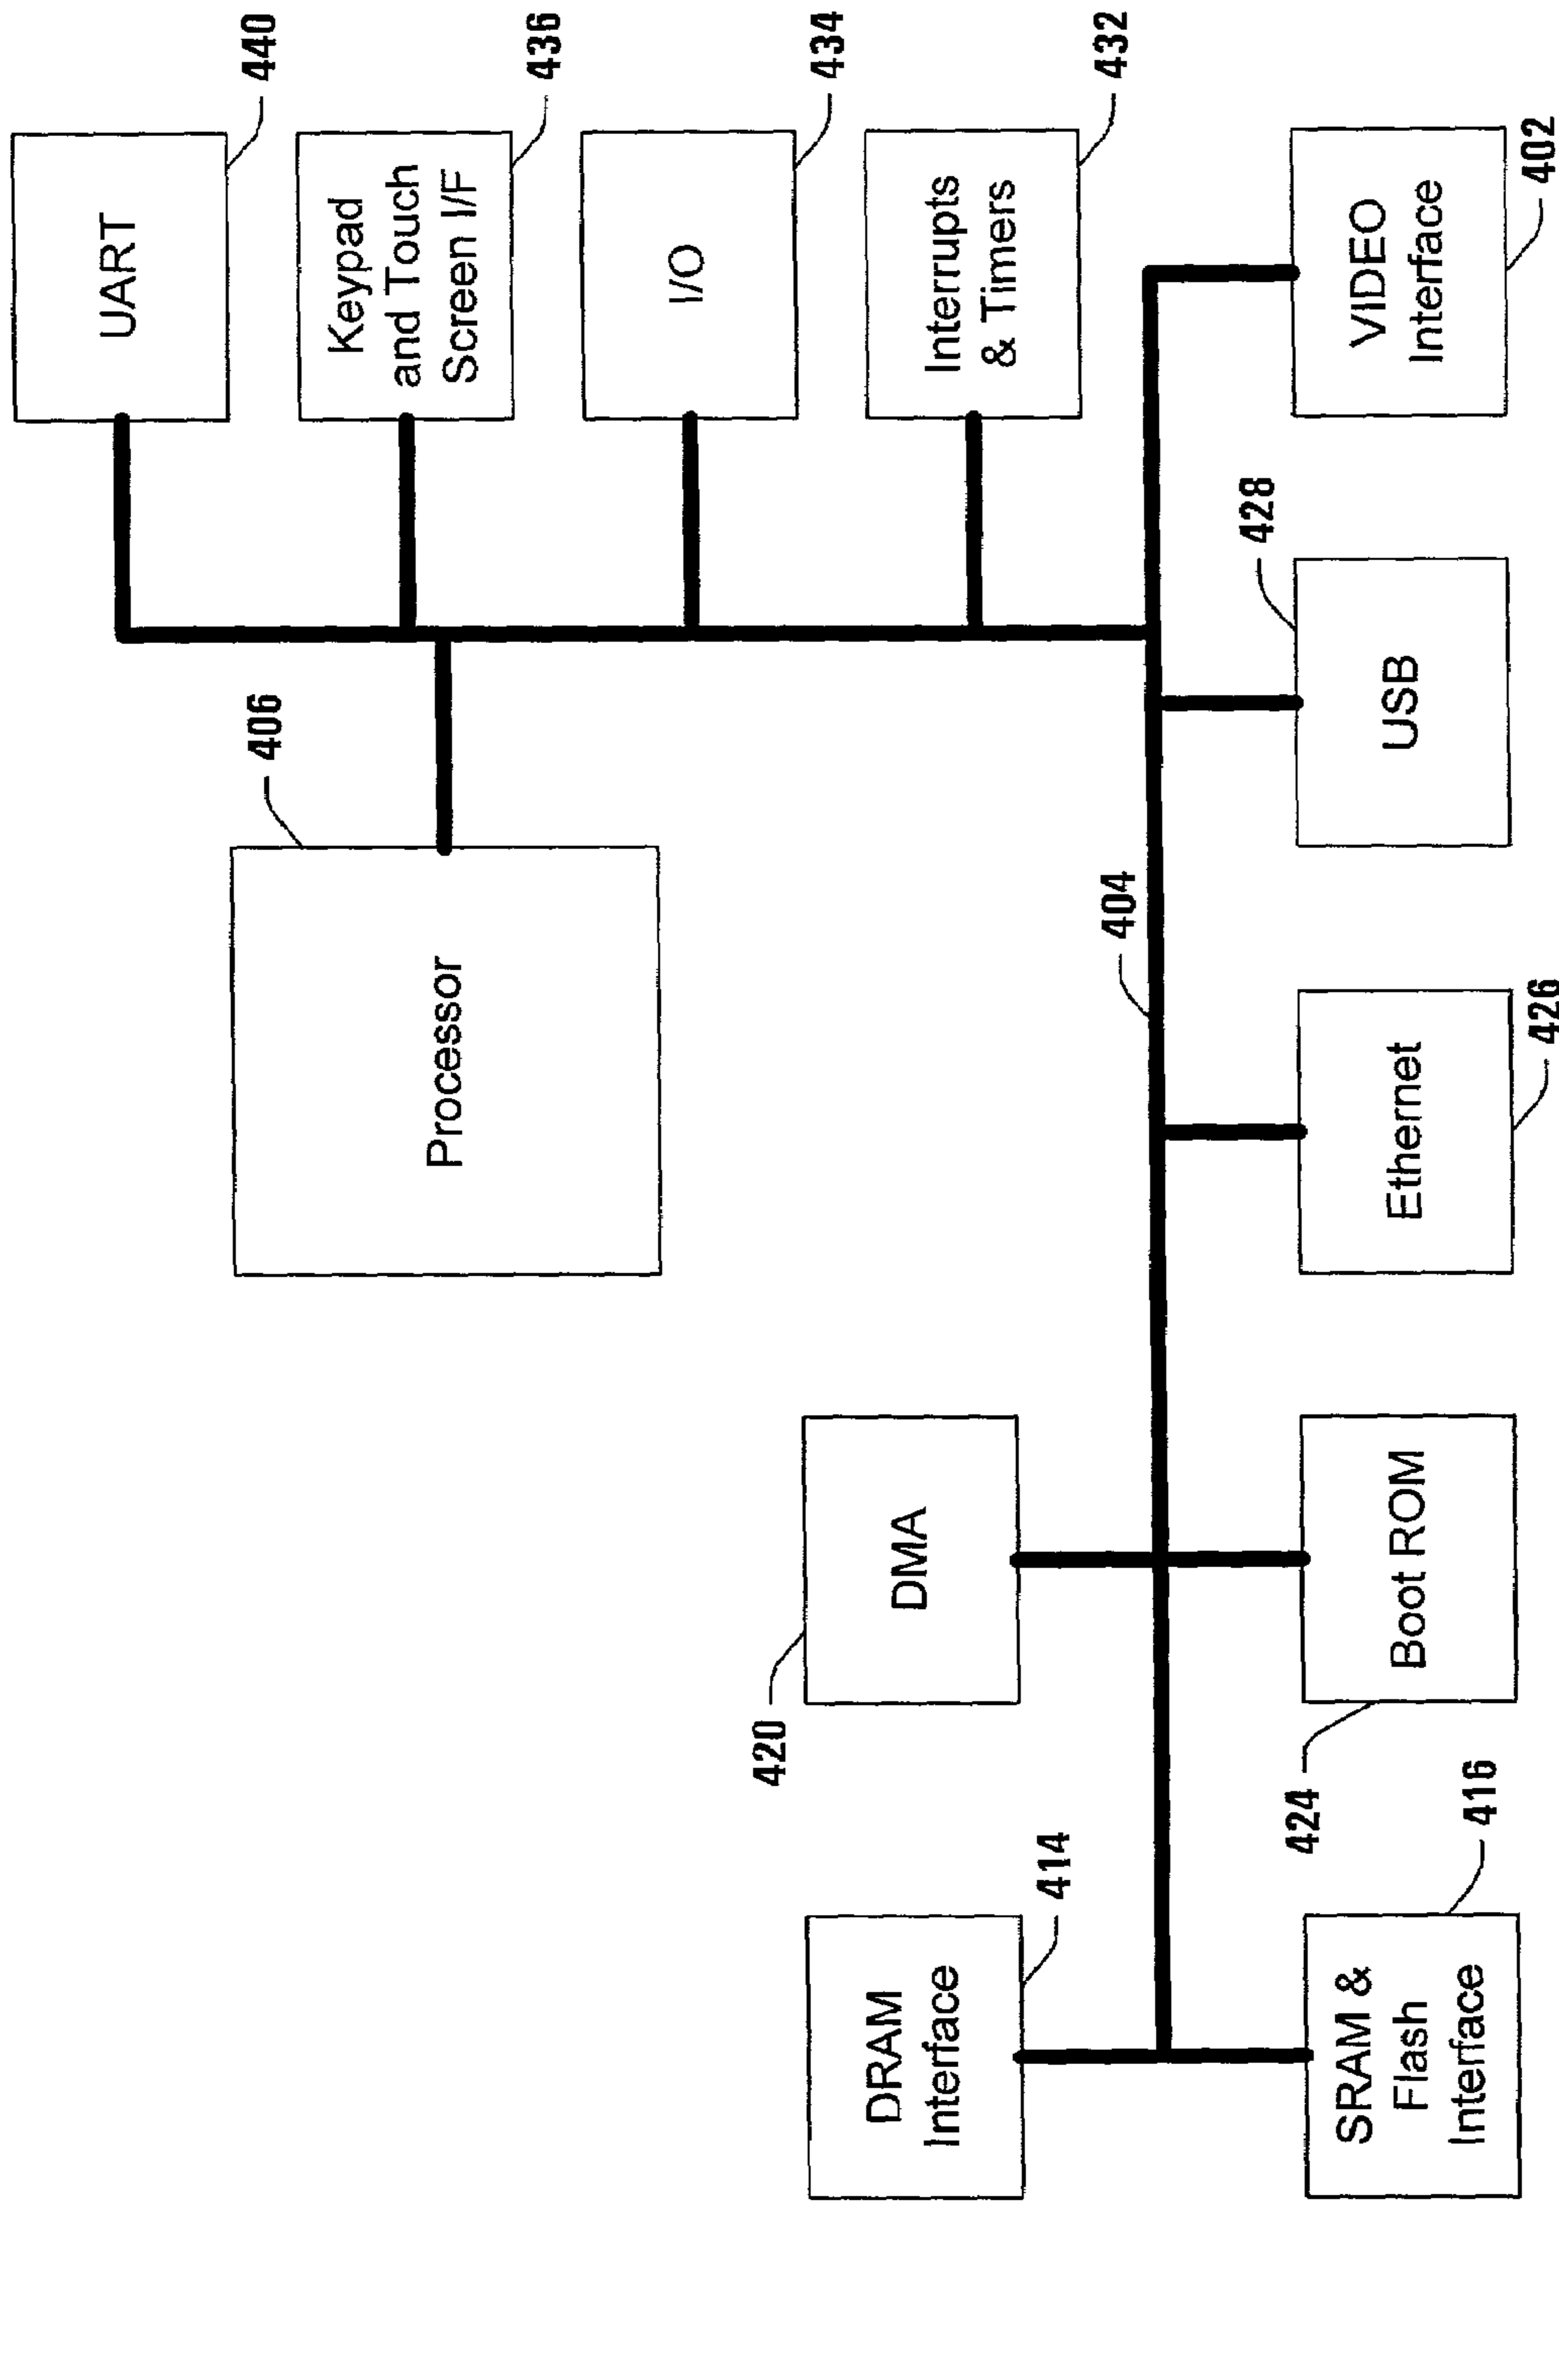 440
UART
436
Keypad
and Touch
Screen I/F
434
I/O
432
Interrupts
& Timers
402
VIDEO
Interface
428
USB
406
Processor
404
426
Ethernet
420
DMA
424
Boot ROM
414
DRAM
Interface
416
SRAM &
Flash
Interface